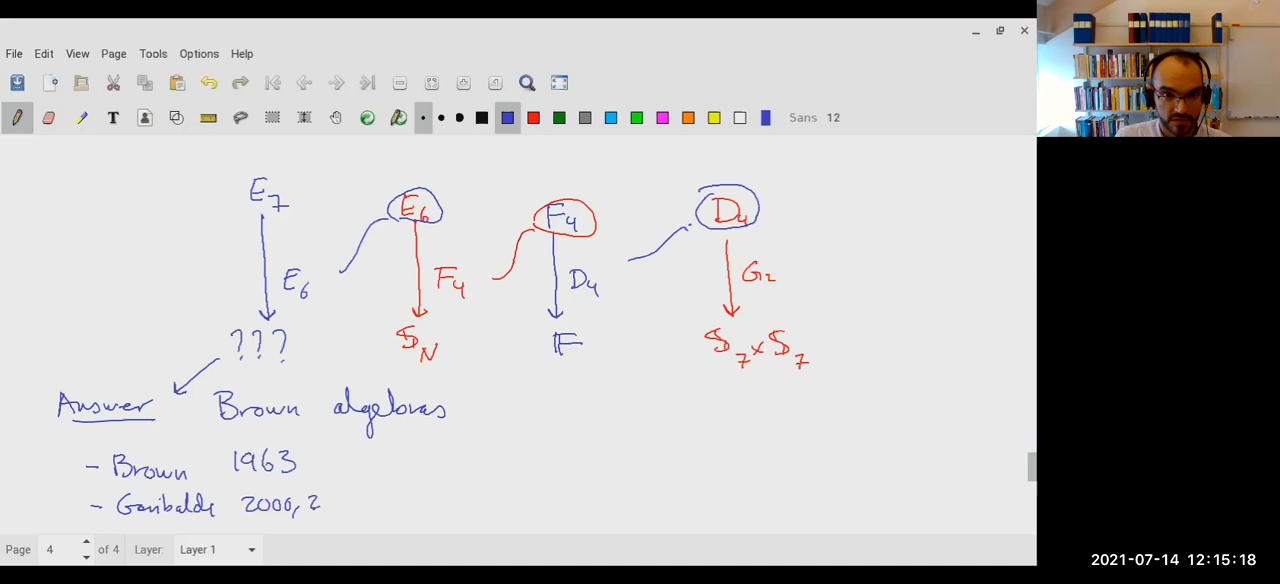 File Edit View Page Tools Options Help
Sans 12
E₇ E₆ F₄ D₄
E₆ F₄ D₄ G₂
??? 𝕊_N 𝔽 𝕊₇ × 𝕊₇
Answer Brown algebras
- Brown 1963
- Garibaldi 2000, 2
Page 4 of 4 Layer: Layer 1
2021-07-14 12:15:18